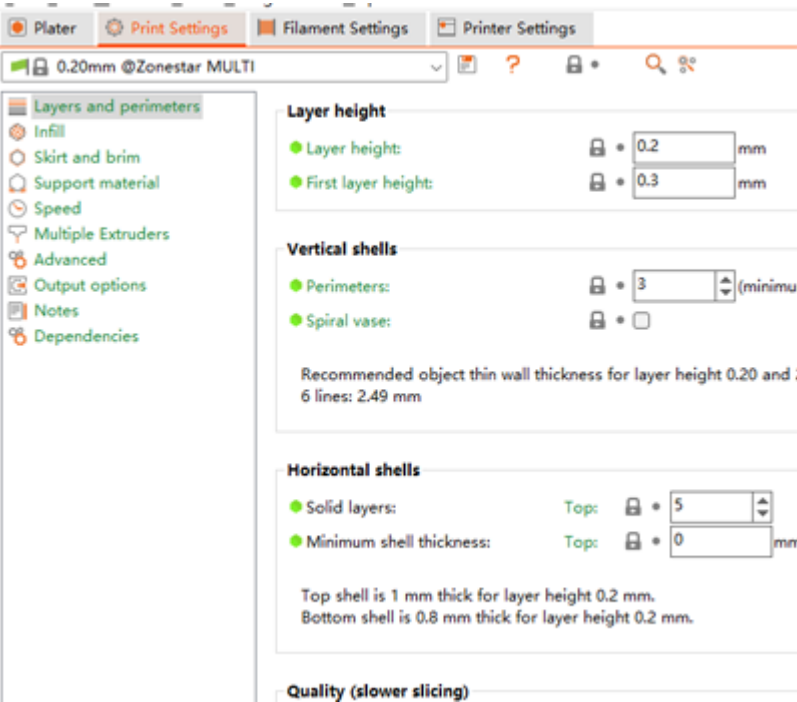 Plater Print Settings Filament Settings Printer Settings
0.20mm @Zonestar MULTI
Layers and perimeters
Infill
Skirt and brim
Support material
Speed
Multiple Extruders
Advanced
Output options
Notes
Dependencies
Layer height
Layer height: 0.2 mm
First layer height: 0.3 mm
Vertical shells
Perimeters: 3 (minimu
Spiral vase:
Recommended object thin wall thickness for layer height 0.20 and
6 lines: 2.49 mm
Horizontal shells
Solid layers: Top: 5
Minimum shell thickness: Top: 0 mm
Top shell is 1 mm thick for layer height 0.2 mm.
Bottom shell is 0.8 mm thick for layer height 0.2 mm.
Quality (slower slicing)